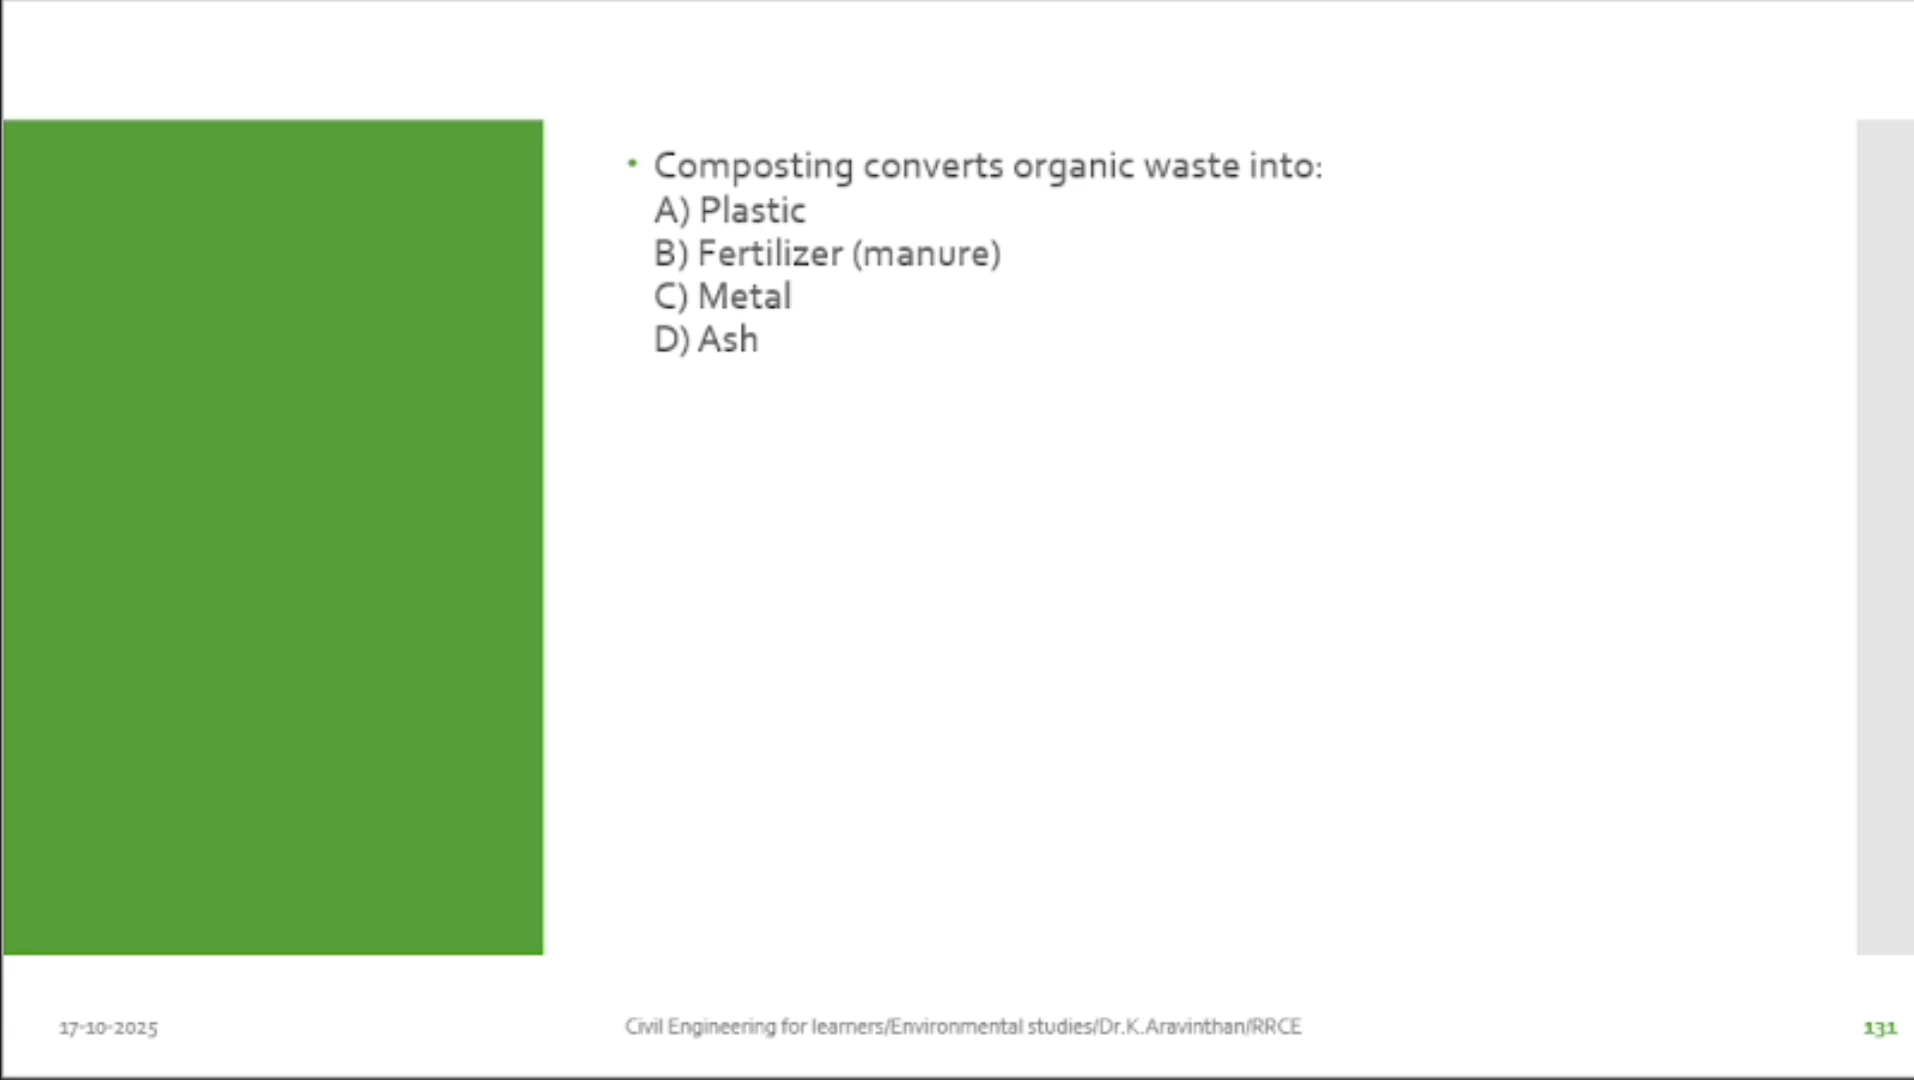 • Composting converts organic waste into:
A) Plastic
B) Fertilizer (manure)
C) Metal
D) Ash
17-10-2025
Civil Engineering for learners/Environmental studies/Dr.K.Aravinthan/RRCE
131